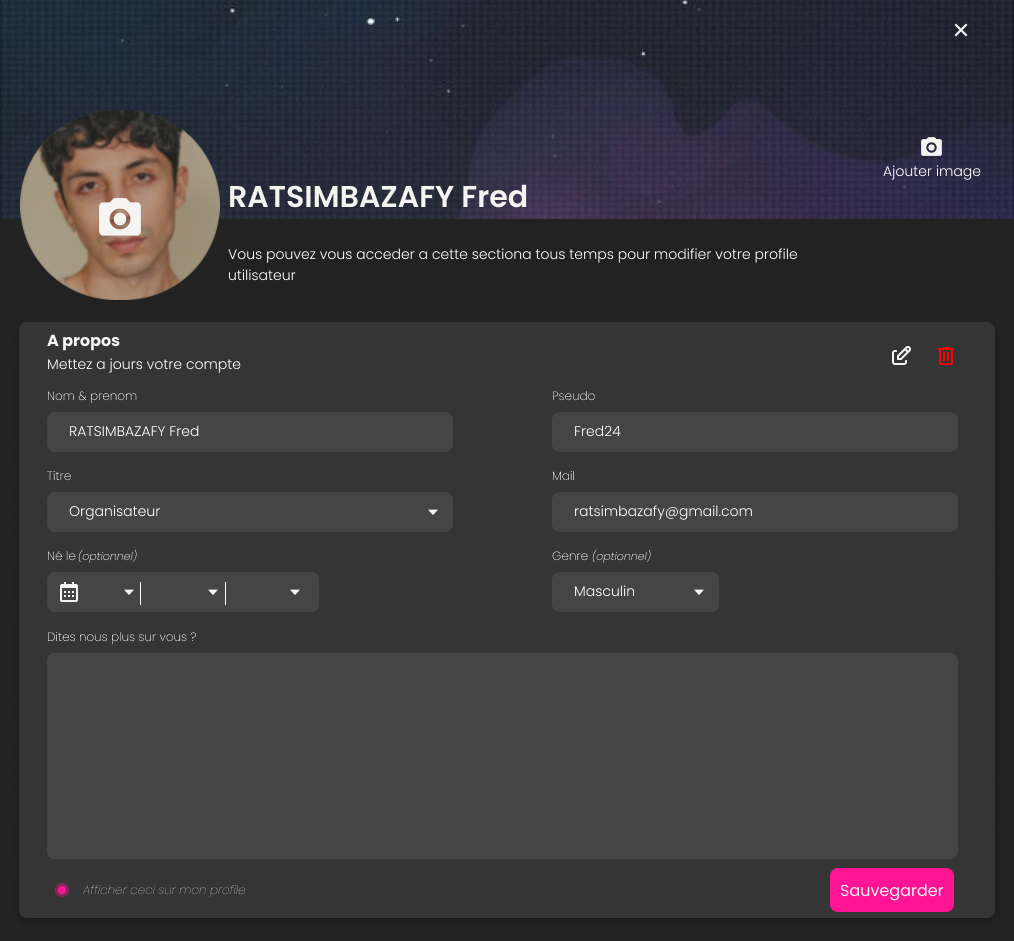 Ajouter image
RATSIMBAZAFY Fred
Vous pouvez vous acceder a cette sectiona tous temps pour modifier votre profile
utilisateur
A propos
Mettez a jours votre compte
Nom & prenom
RATSIMBAZAFY Fred
Pseudo
Fred24
Titre
Organisateur
Mail
ratsimbazafy@gmail.com
Né le (optionnel)
Genre (optionnel)
Masculin
Dites nous plus sur vous ?
Afficher ceci sur mon profile
Sauvegarder